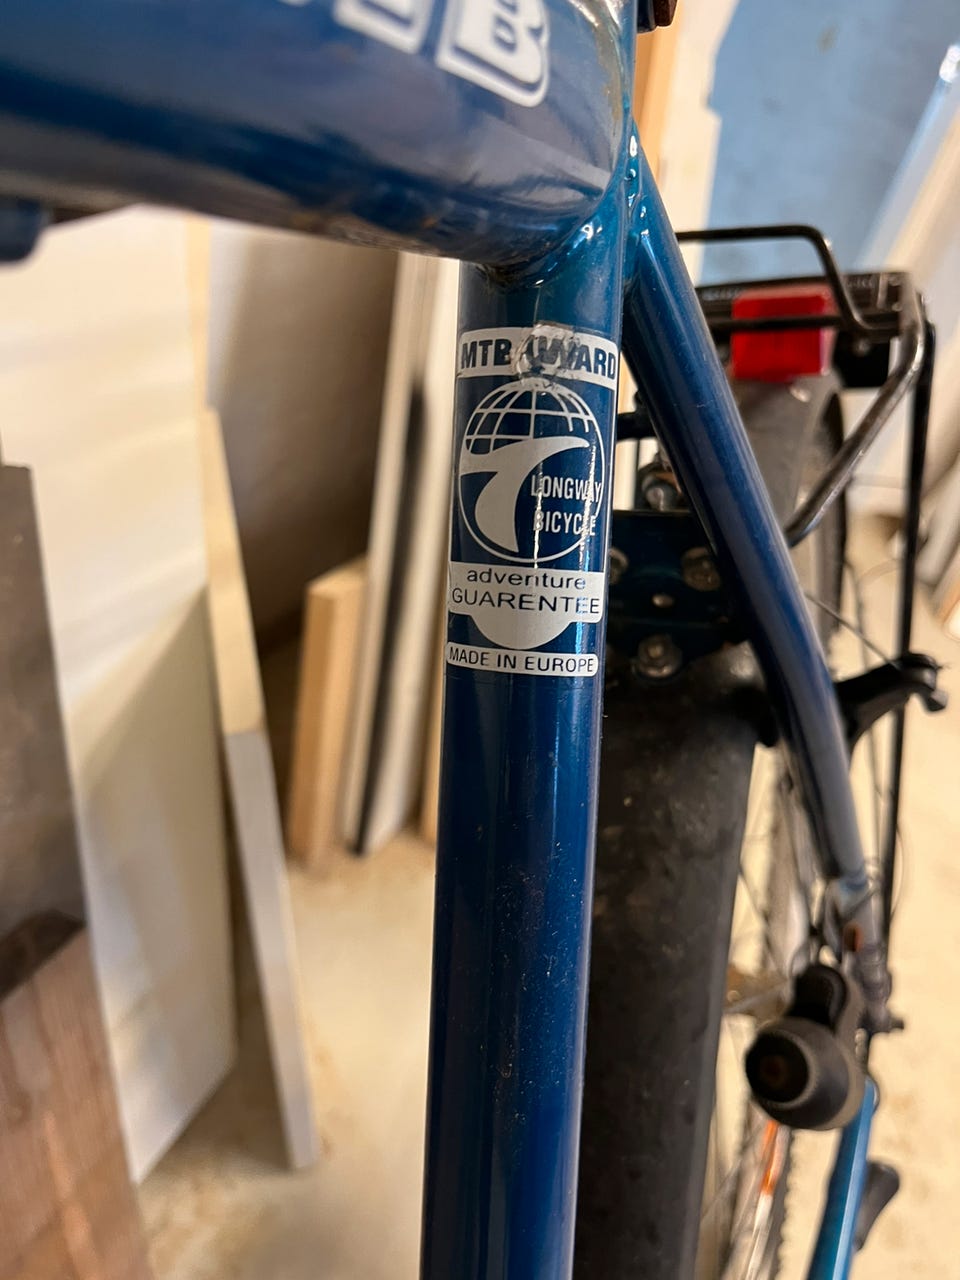 B
MTB AWARD
LONGWAY
BICYCLE
adventure
GUARENTEE
MADE IN EUROPE